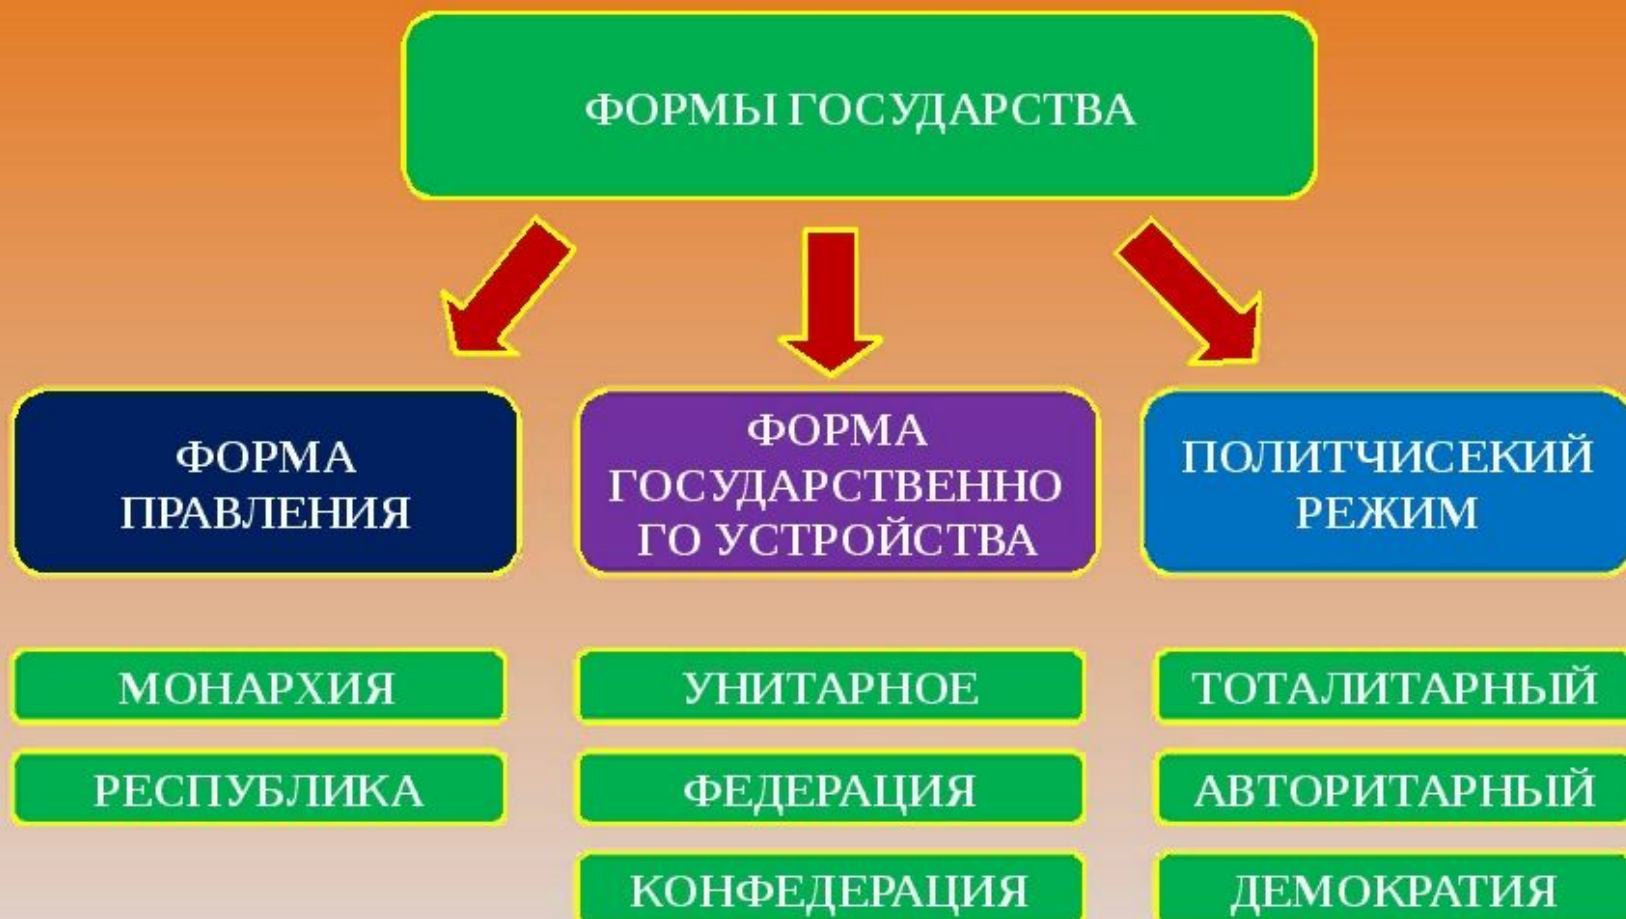 ФОРМЫ ГОСУДАРСТВА
ФОРМА
ПРАВЛЕНИЯ
ФОРМА
ГОСУДАРСТВЕННО
ГО УСТРОЙСТВА
ПОЛИТЧИСЕКИЙ
РЕЖИМ
МОНАРХИЯ
РЕСПУБЛИКА
УНИТАРНОЕ
ФЕДЕРАЦИЯ
КОНФЕДЕРАЦИЯ
ТОТАЛИТАРНЫЙ
АВТОРИТАРНЫЙ
ДЕМОКРАТИЯ